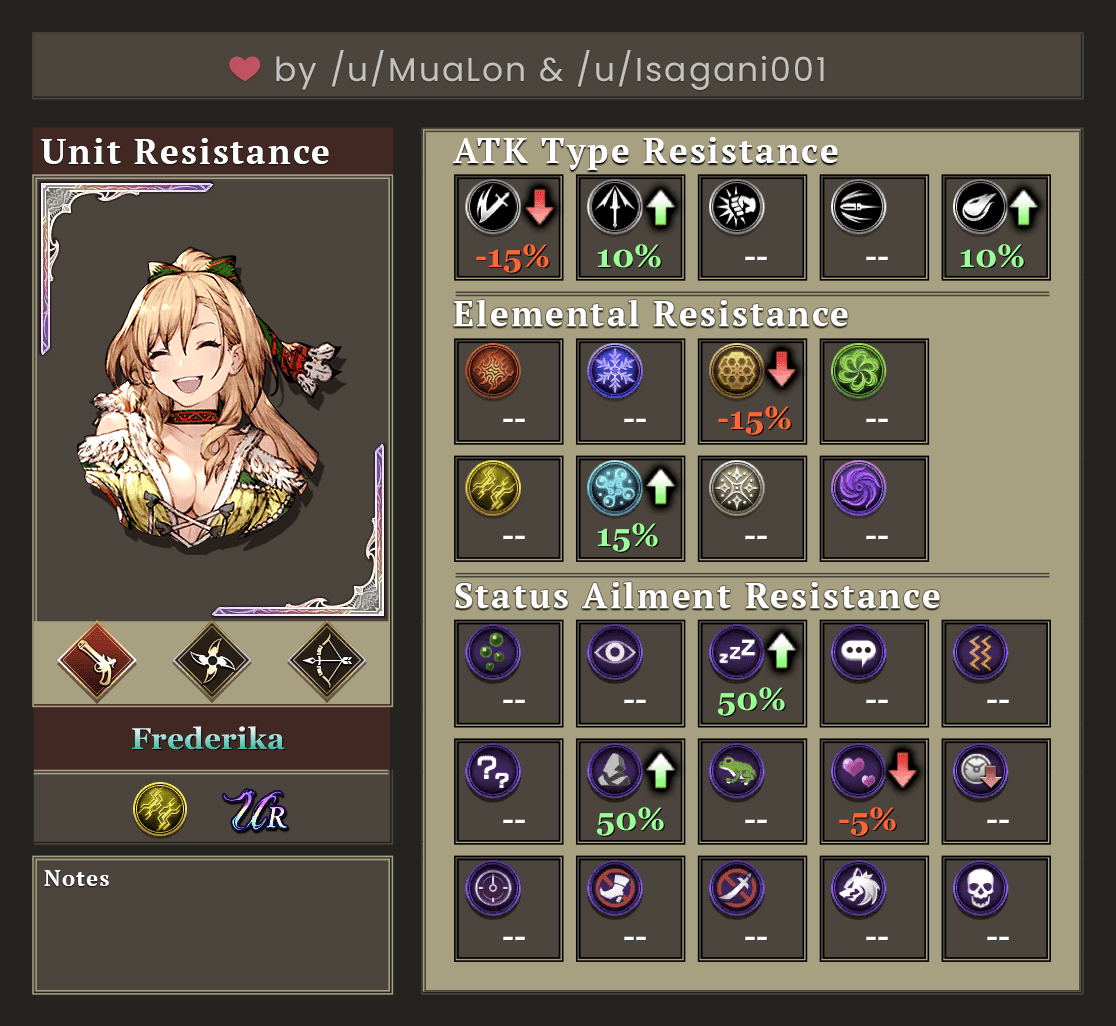 by /u/MuaLon & /u/Isagani001
Unit Resistance
Frederika
UR
Notes
ATK Type Resistance
-15% 10% -- -- 10%
Elemental Resistance
-- -- -15% --
-- 15% -- --
Status Ailment Resistance
-- -- zzZ 50% -- --
?? -- 50% -- -5% --
-- -- -- -- --